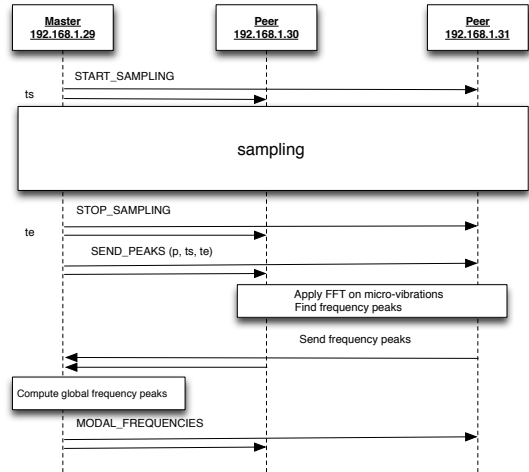 Master
192.168.1.29
Peer
192.168.1.30
Peer
192.168.1.31
START_SAMPLING
ts
sampling
STOP_SAMPLING
te
SEND_PEAKS (p, ts, te)
Apply FFT on micro-vibrations
Find frequency peaks
Send frequency peaks
Compute global frequency peaks
MODAL_FREQUENCIES